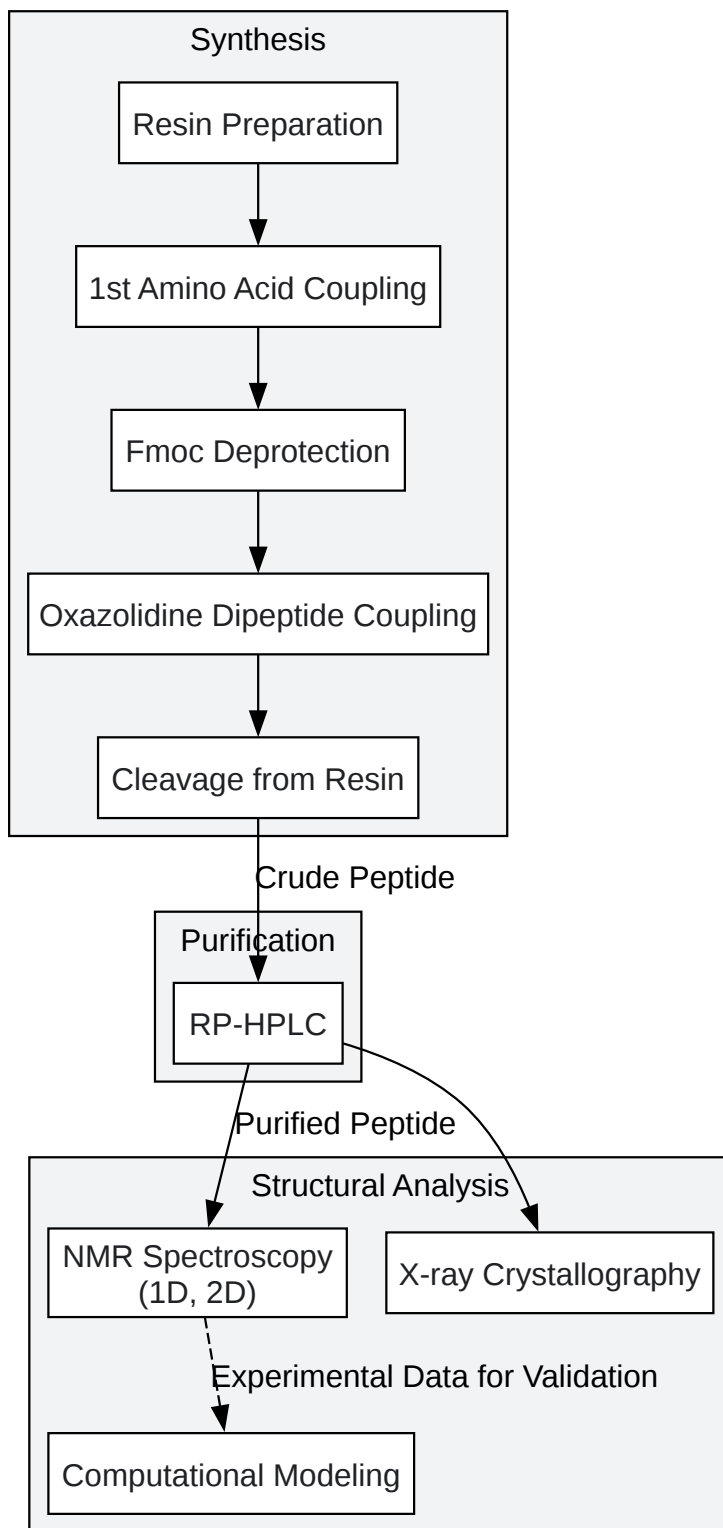 Synthesis
Resin Preparation
1st Amino Acid Coupling
Fmoc Deprotection
Oxazolidine Dipeptide Coupling
Cleavage from Resin
Crude Peptide
Purification
RP-HPLC
Purified Peptide
Structural Analysis
NMR Spectroscopy
(1D, 2D)
X-ray Crystallography
Experimental Data for Validation
Computational Modeling